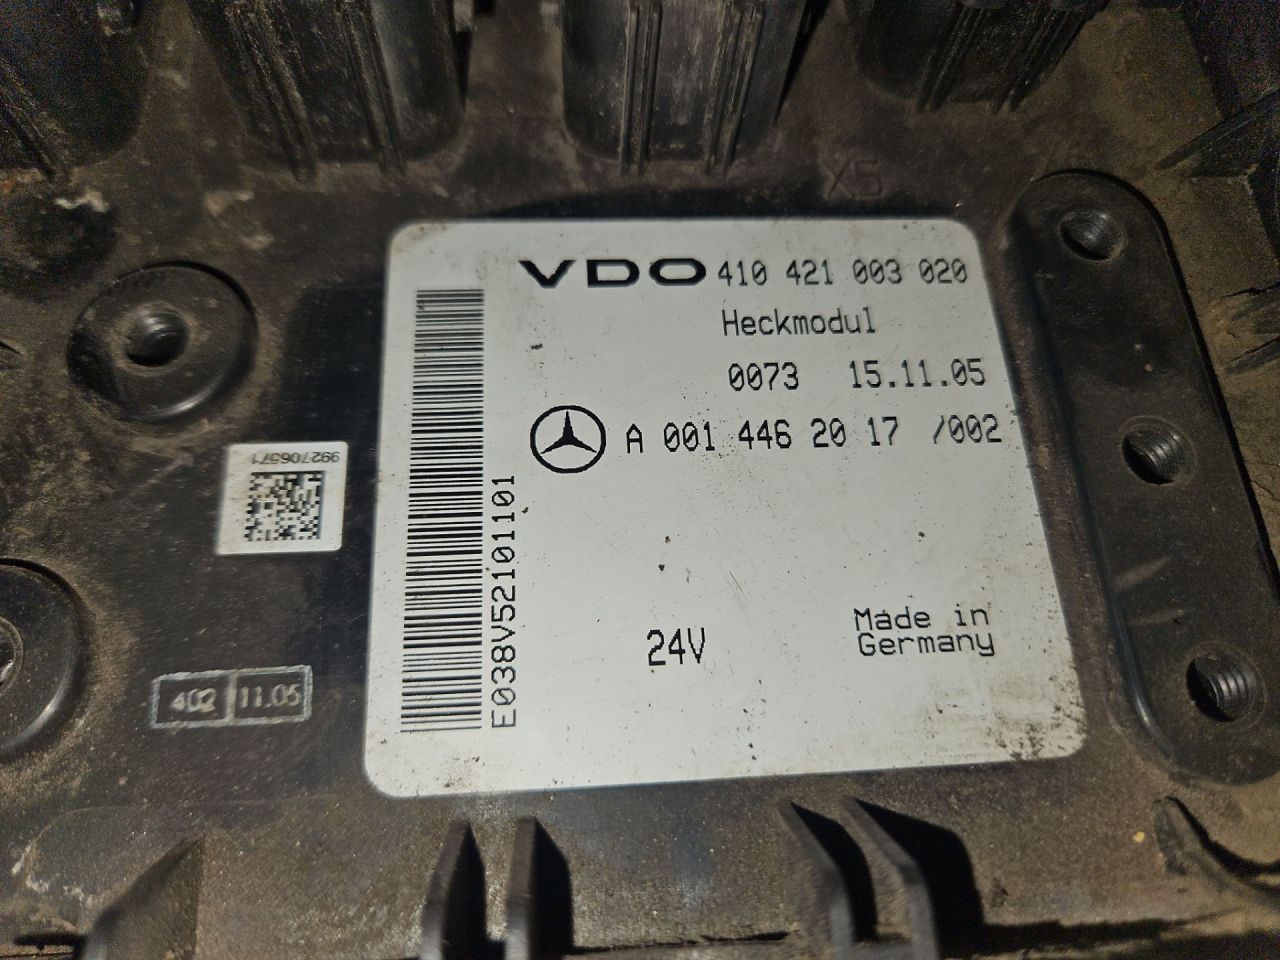 X5
VDO 410 421 003 020
Heckmodul
0073 15.11.05
A 001 446 20 17 /002
E038V52101101
24V
Made in
Germany
992706571
402 11.05